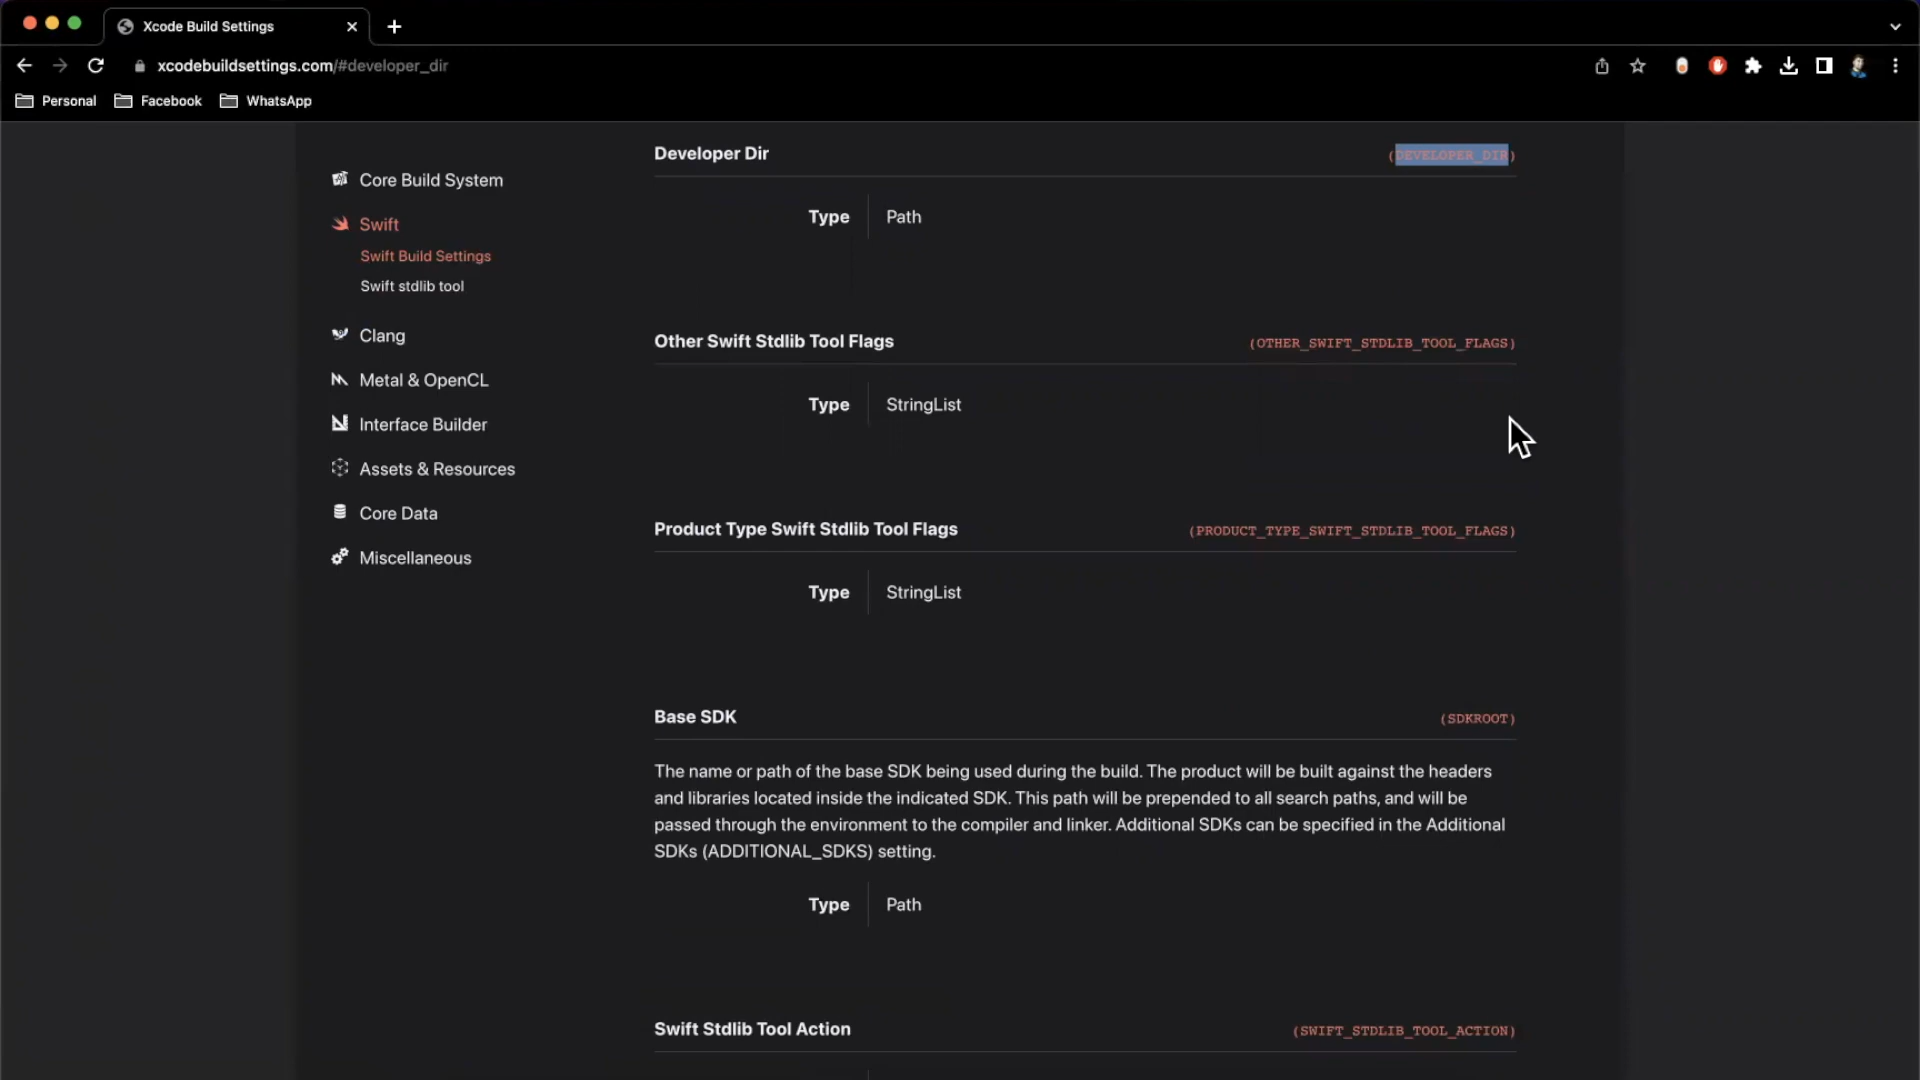 Xcode Build Settings
xcodebuildsettings.com/#developer_dir
Personal
Facebook
WhatsApp
Core Build System
Swift
Swift Build Settings
Swift stdlib tool
Clang
Metal & OpenCL
Interface Builder
Assets & Resources
Core Data
Miscellaneous
Developer Dir (DEVELOPER_DIR)
Type Path
Other Swift Stdlib Tool Flags (OTHER_SWIFT_STDLIB_TOOL_FLAGS)
Type StringList
Product Type Swift Stdlib Tool Flags (PRODUCT_TYPE_SWIFT_STDLIB_TOOL_FLAGS)
Type StringList
Base SDK (SDKROOT)
The name or path of the base SDK being used during the build. The product will be built against the headers
and libraries located inside the indicated SDK. This path will be prepended to all search paths, and will be
passed through the environment to the compiler and linker. Additional SDKs can be specified in the Additional
SDKs (ADDITIONAL_SDKS) setting.
Type Path
Swift Stdlib Tool Action (SWIFT_STDLIB_TOOL_ACTION)